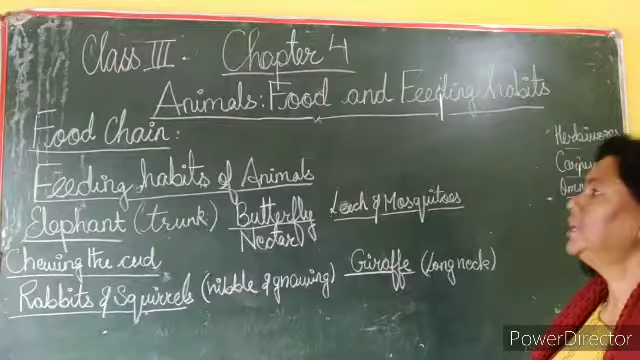 Class III : Chapter 4
Animals: Food and Feeding habits
Food Chain :
Herbivores
Feeding habits of Animals
Elephant (trunk) Butterfly Leech & Mosquitoes
Nectar
Chewing the cud
Giraffe (Long neck)
Rabbits & Squirrels (nibble & gnawing)
PowerDirector